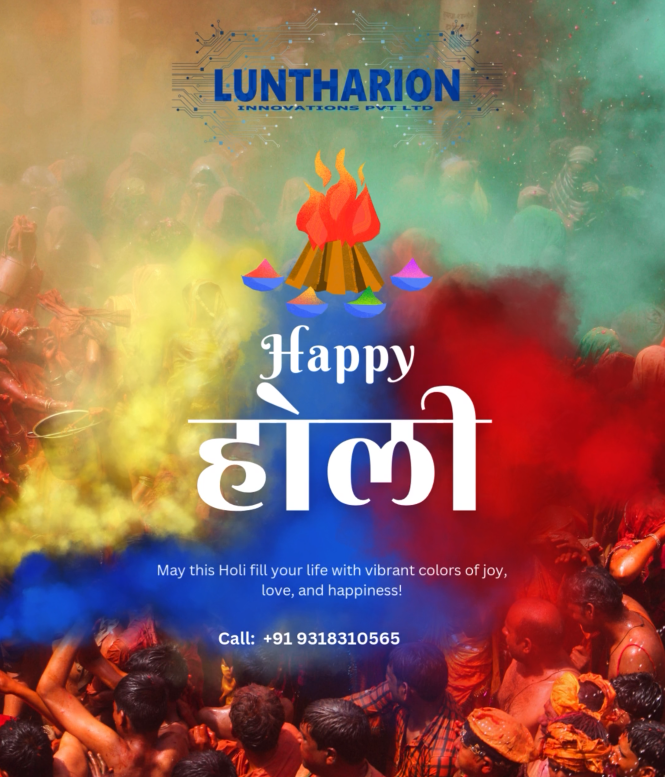 LUNTHARION
INNOVATIONS PVT LTD
Happy
होली
May this Holi fill your life with vibrant colors of joy,
love, and happiness!
Call: +91 9318310565